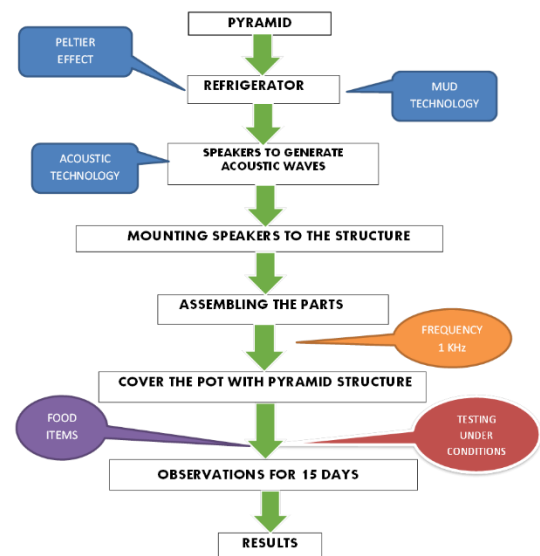 PYRAMID
PELTIER
EFFECT
REFRIGERATOR
MUD
TECHNOLOGY
SPEAKERS TO GENERATE
ACOUSTIC WAVES
ACOUSTIC
TECHNOLOGY
MOUNTING SPEAKERS TO THE STRUCTURE
ASSEMBLING THE PARTS
FREQUENCY
1 KHz
COVER THE POT WITH PYRAMID STRUCTURE
FOOD
ITEMS
TESTING
UNDER
CONDITIONS
OBSERVATIONS FOR 15 DAYS
RESULTS